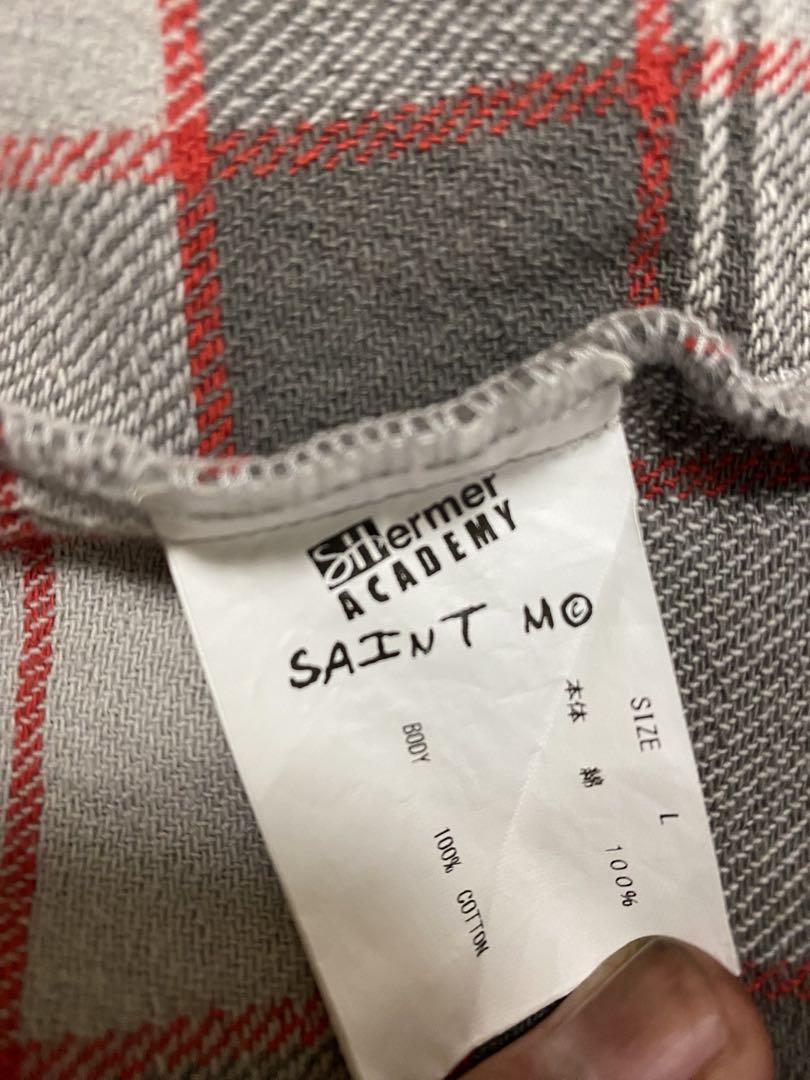 SHermer
ACADEMY
SAINT M©
SIZE L
本体 綿 100%
BODY 100% COTTON